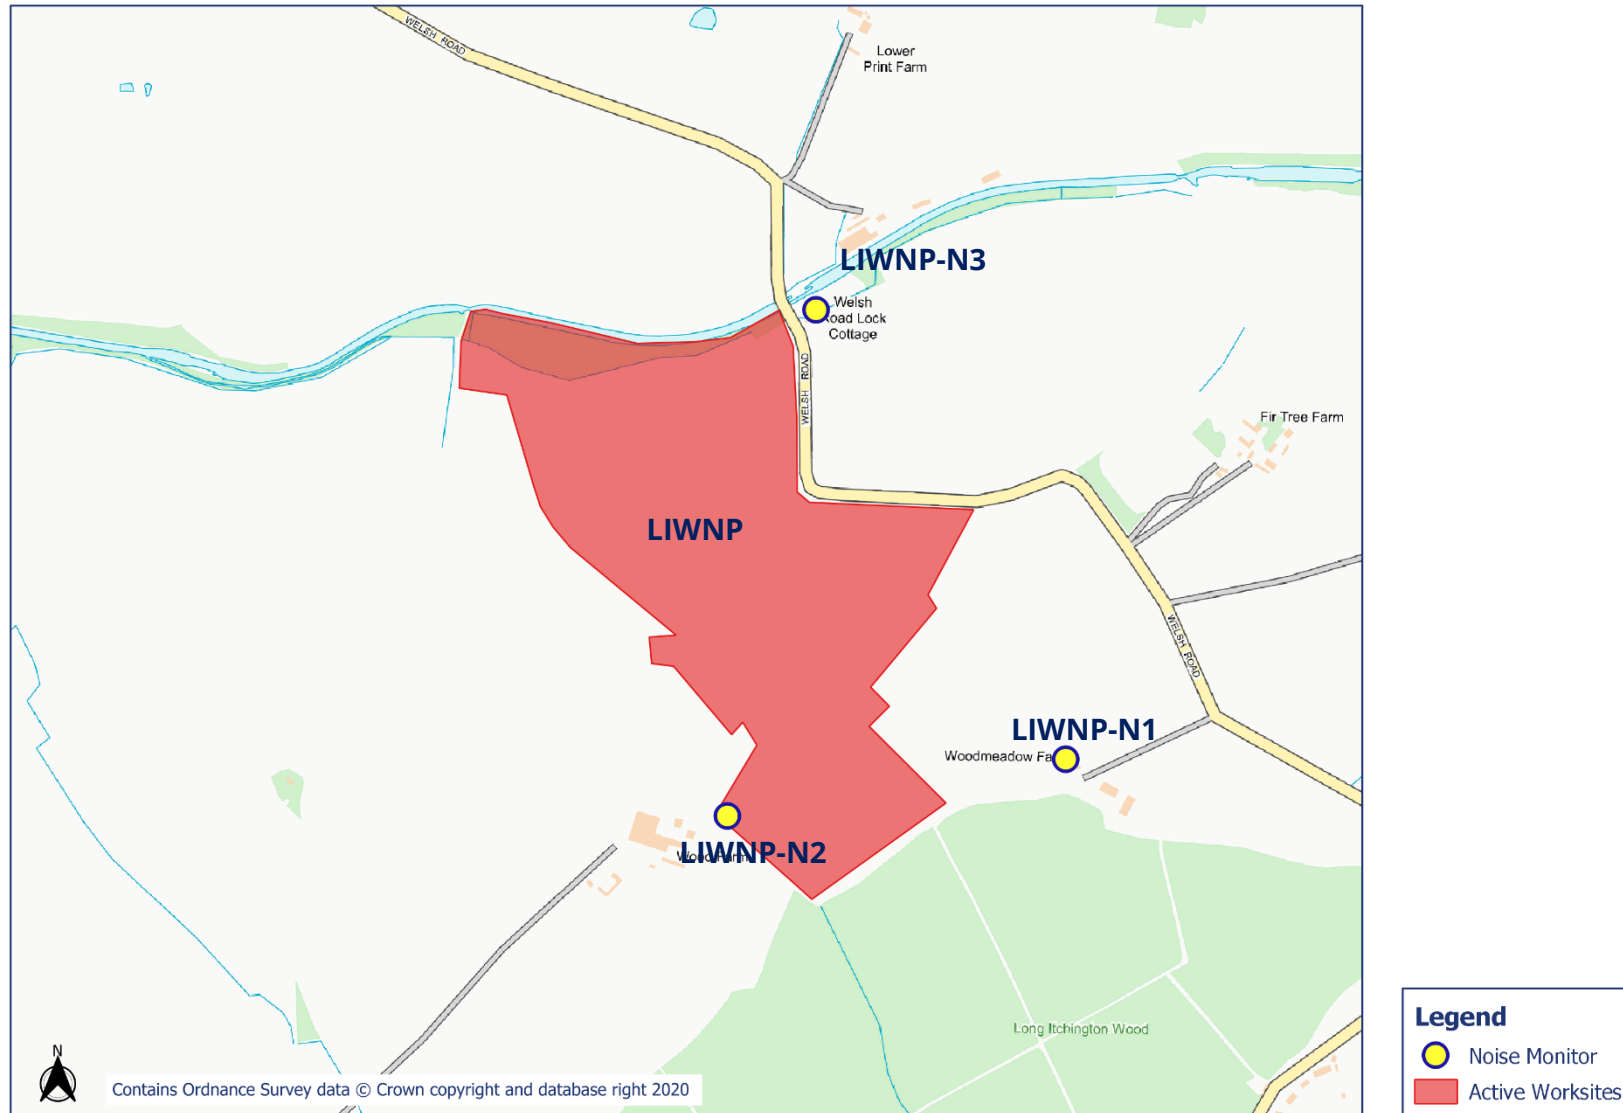 WELSH ROAD
Lower
Print Farm
LIWNP-N3
Welsh
Road Lock
Cottage
WELSH ROAD
Fir Tree Farm
LIWNP
WELSH ROAD
LIWNP-N1
Woodmeadow Fa
LIWNP-N2
Wood Farm
Long Itchington Wood
N
Contains Ordnance Survey data © Crown copyright and database right 2020
Legend
Noise Monitor
Active Worksites